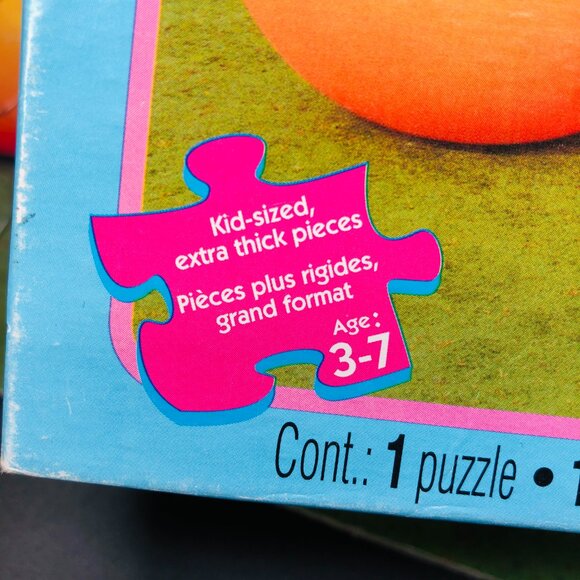 Kid-sized,
extra thick pieces
Pièces plus rigides,
grand format
Age:
3-7
Cont.: 1 puzzle •